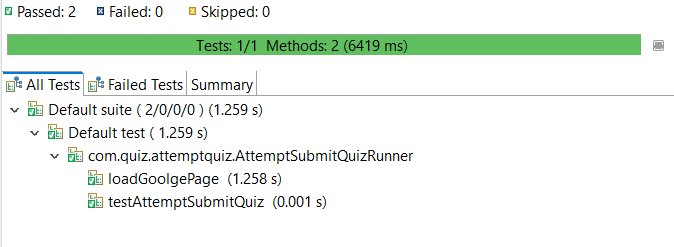 Passed: 2 Failed: 0 Skipped: 0
Tests: 1/1 Methods: 2 (6419 ms)
All Tests Failed Tests Summary
Default suite ( 2/0/0/0 ) (1.259 s)
Default test ( 1.259 s)
com.quiz.attemptquiz.AttemptSubmitQuizRunner
loadGoolgePage (1.258 s)
testAttemptSubmitQuiz (0.001 s)